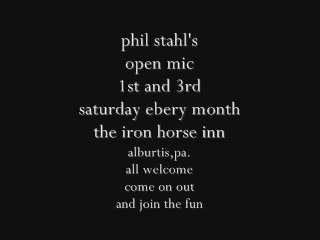 phil stahl's
open mic
1st and 3rd
saturday ebery month
the iron horse inn
alburtis,pa.
all welcome
come on out
and join the fun